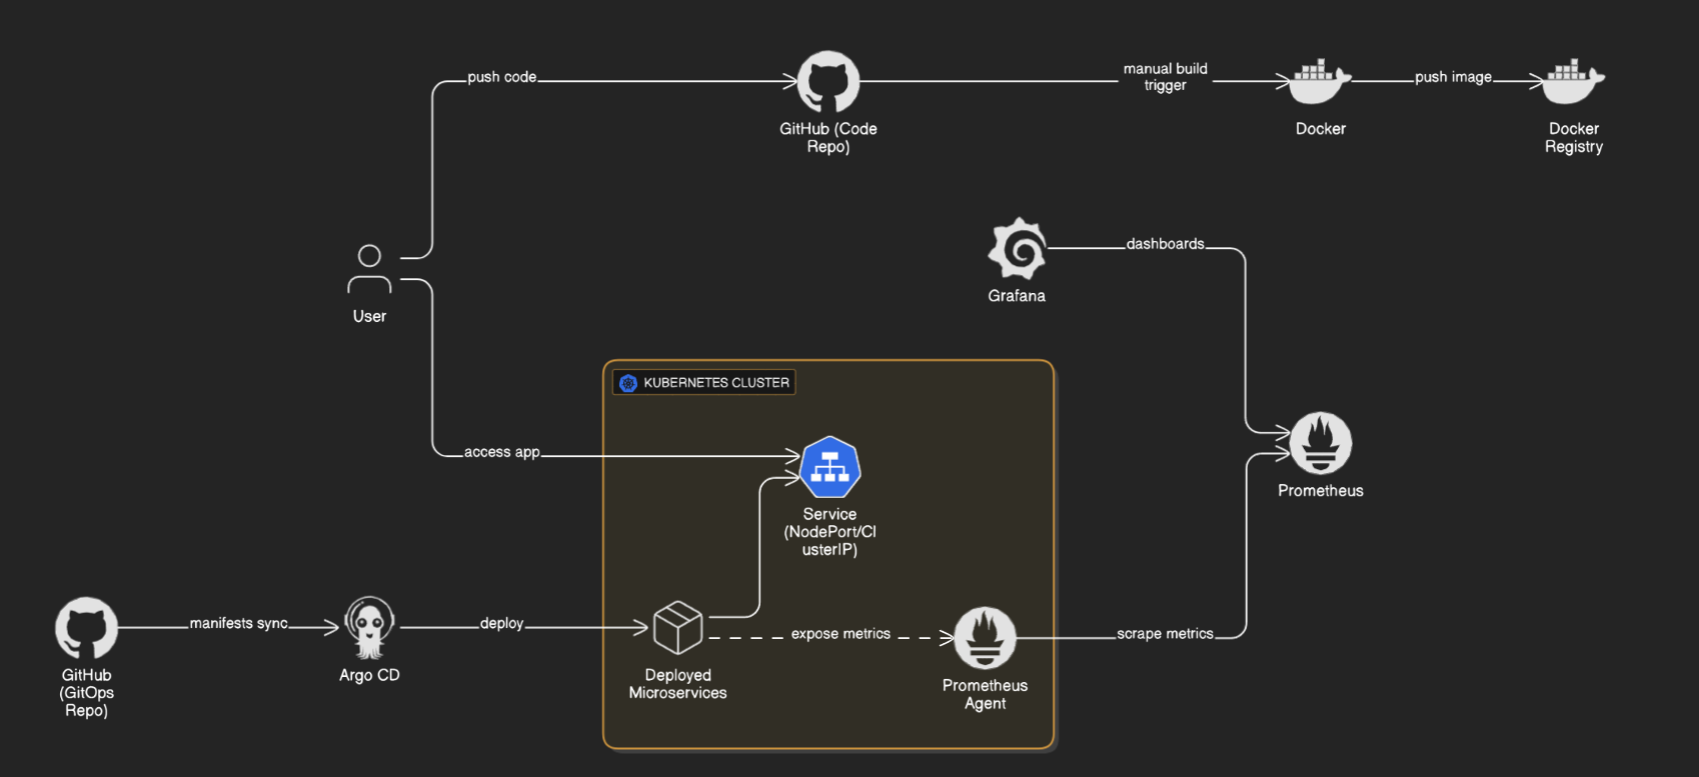 push code
GitHub (Code
Repo)
manual build
trigger
Docker
push image
Docker
Registry
User
Grafana
dashboards
KUBERNETES CLUSTER
access app
Service
(NodePort/Cl
usterIP)
Prometheus
GitHub
(GitOps
Repo)
manifests sync
Argo CD
deploy
Deployed
Microservices
expose metrics
Prometheus
Agent
scrape metrics